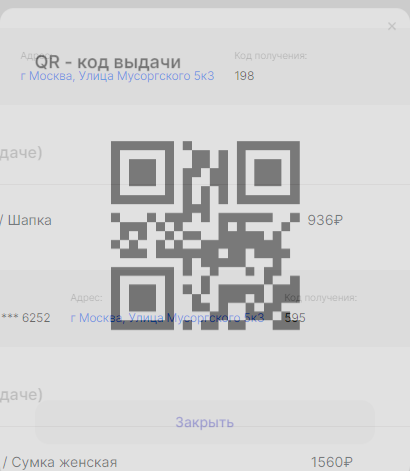 ×
Адрес: Код получения:
QR - код выдачи
г Москва, Улица Мусоргского 5к3 198
даче)
/ Шапка 936₽
Адрес: Код получения:
*** 6252 г Москва, Улица Мусоргского 5к3 595
даче)
Закрыть
/ Сумка женская 1560₽